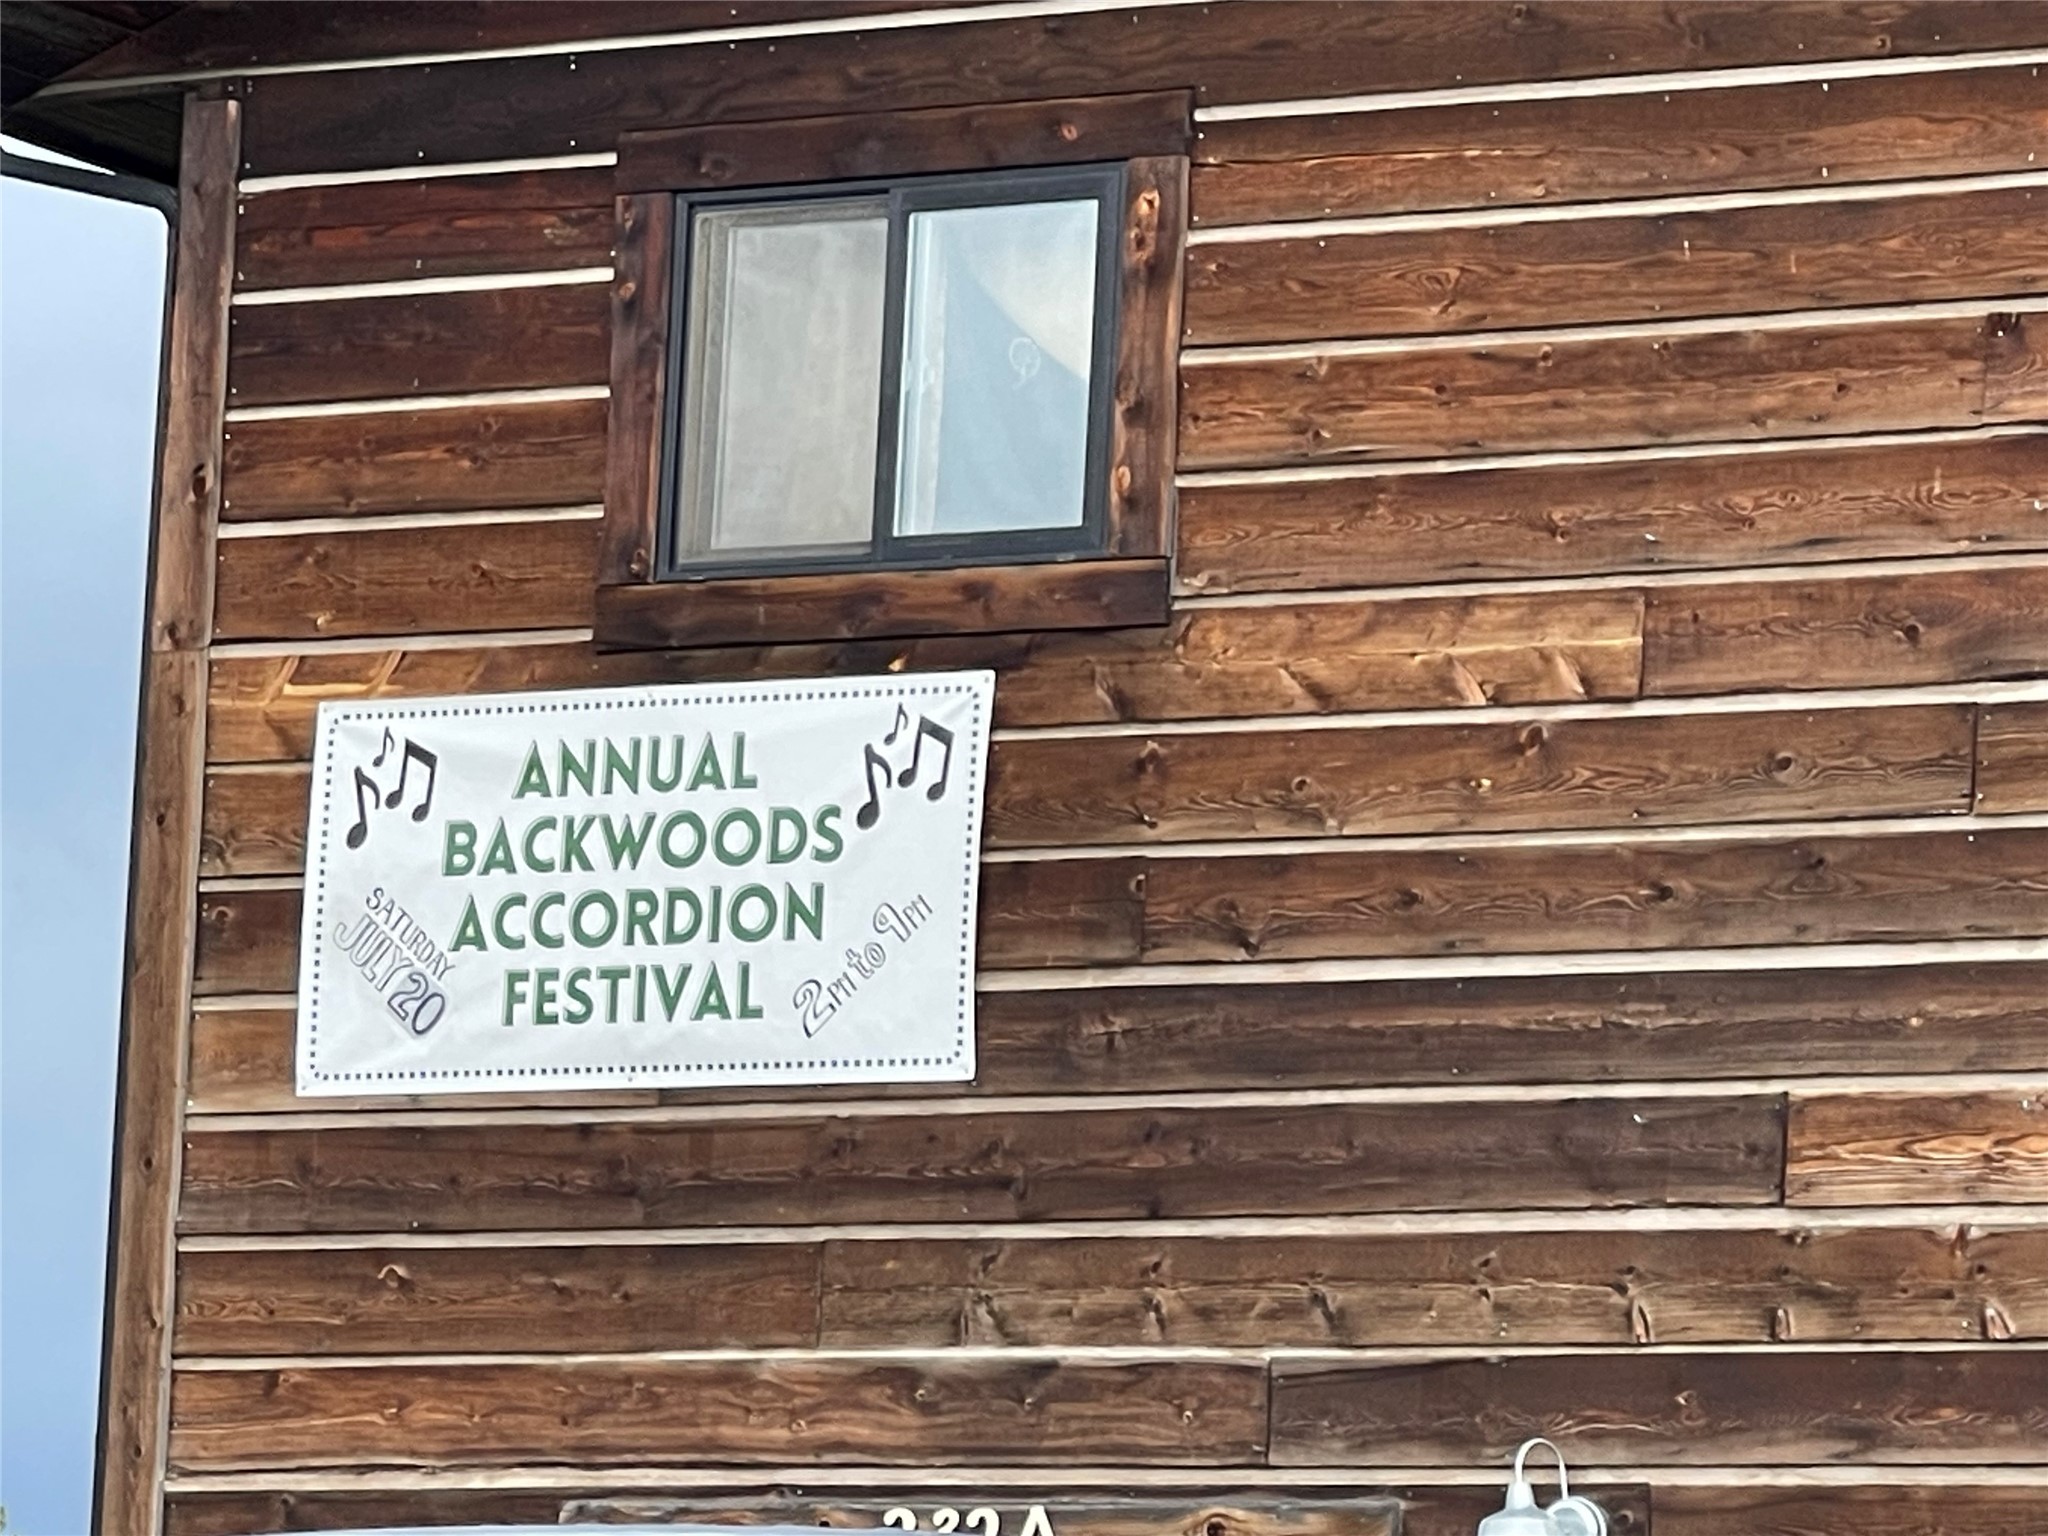 ANNUAL
BACKWOODS
ACCORDION
FESTIVAL
SATURDAY
JULY 20
2PM to 9PM